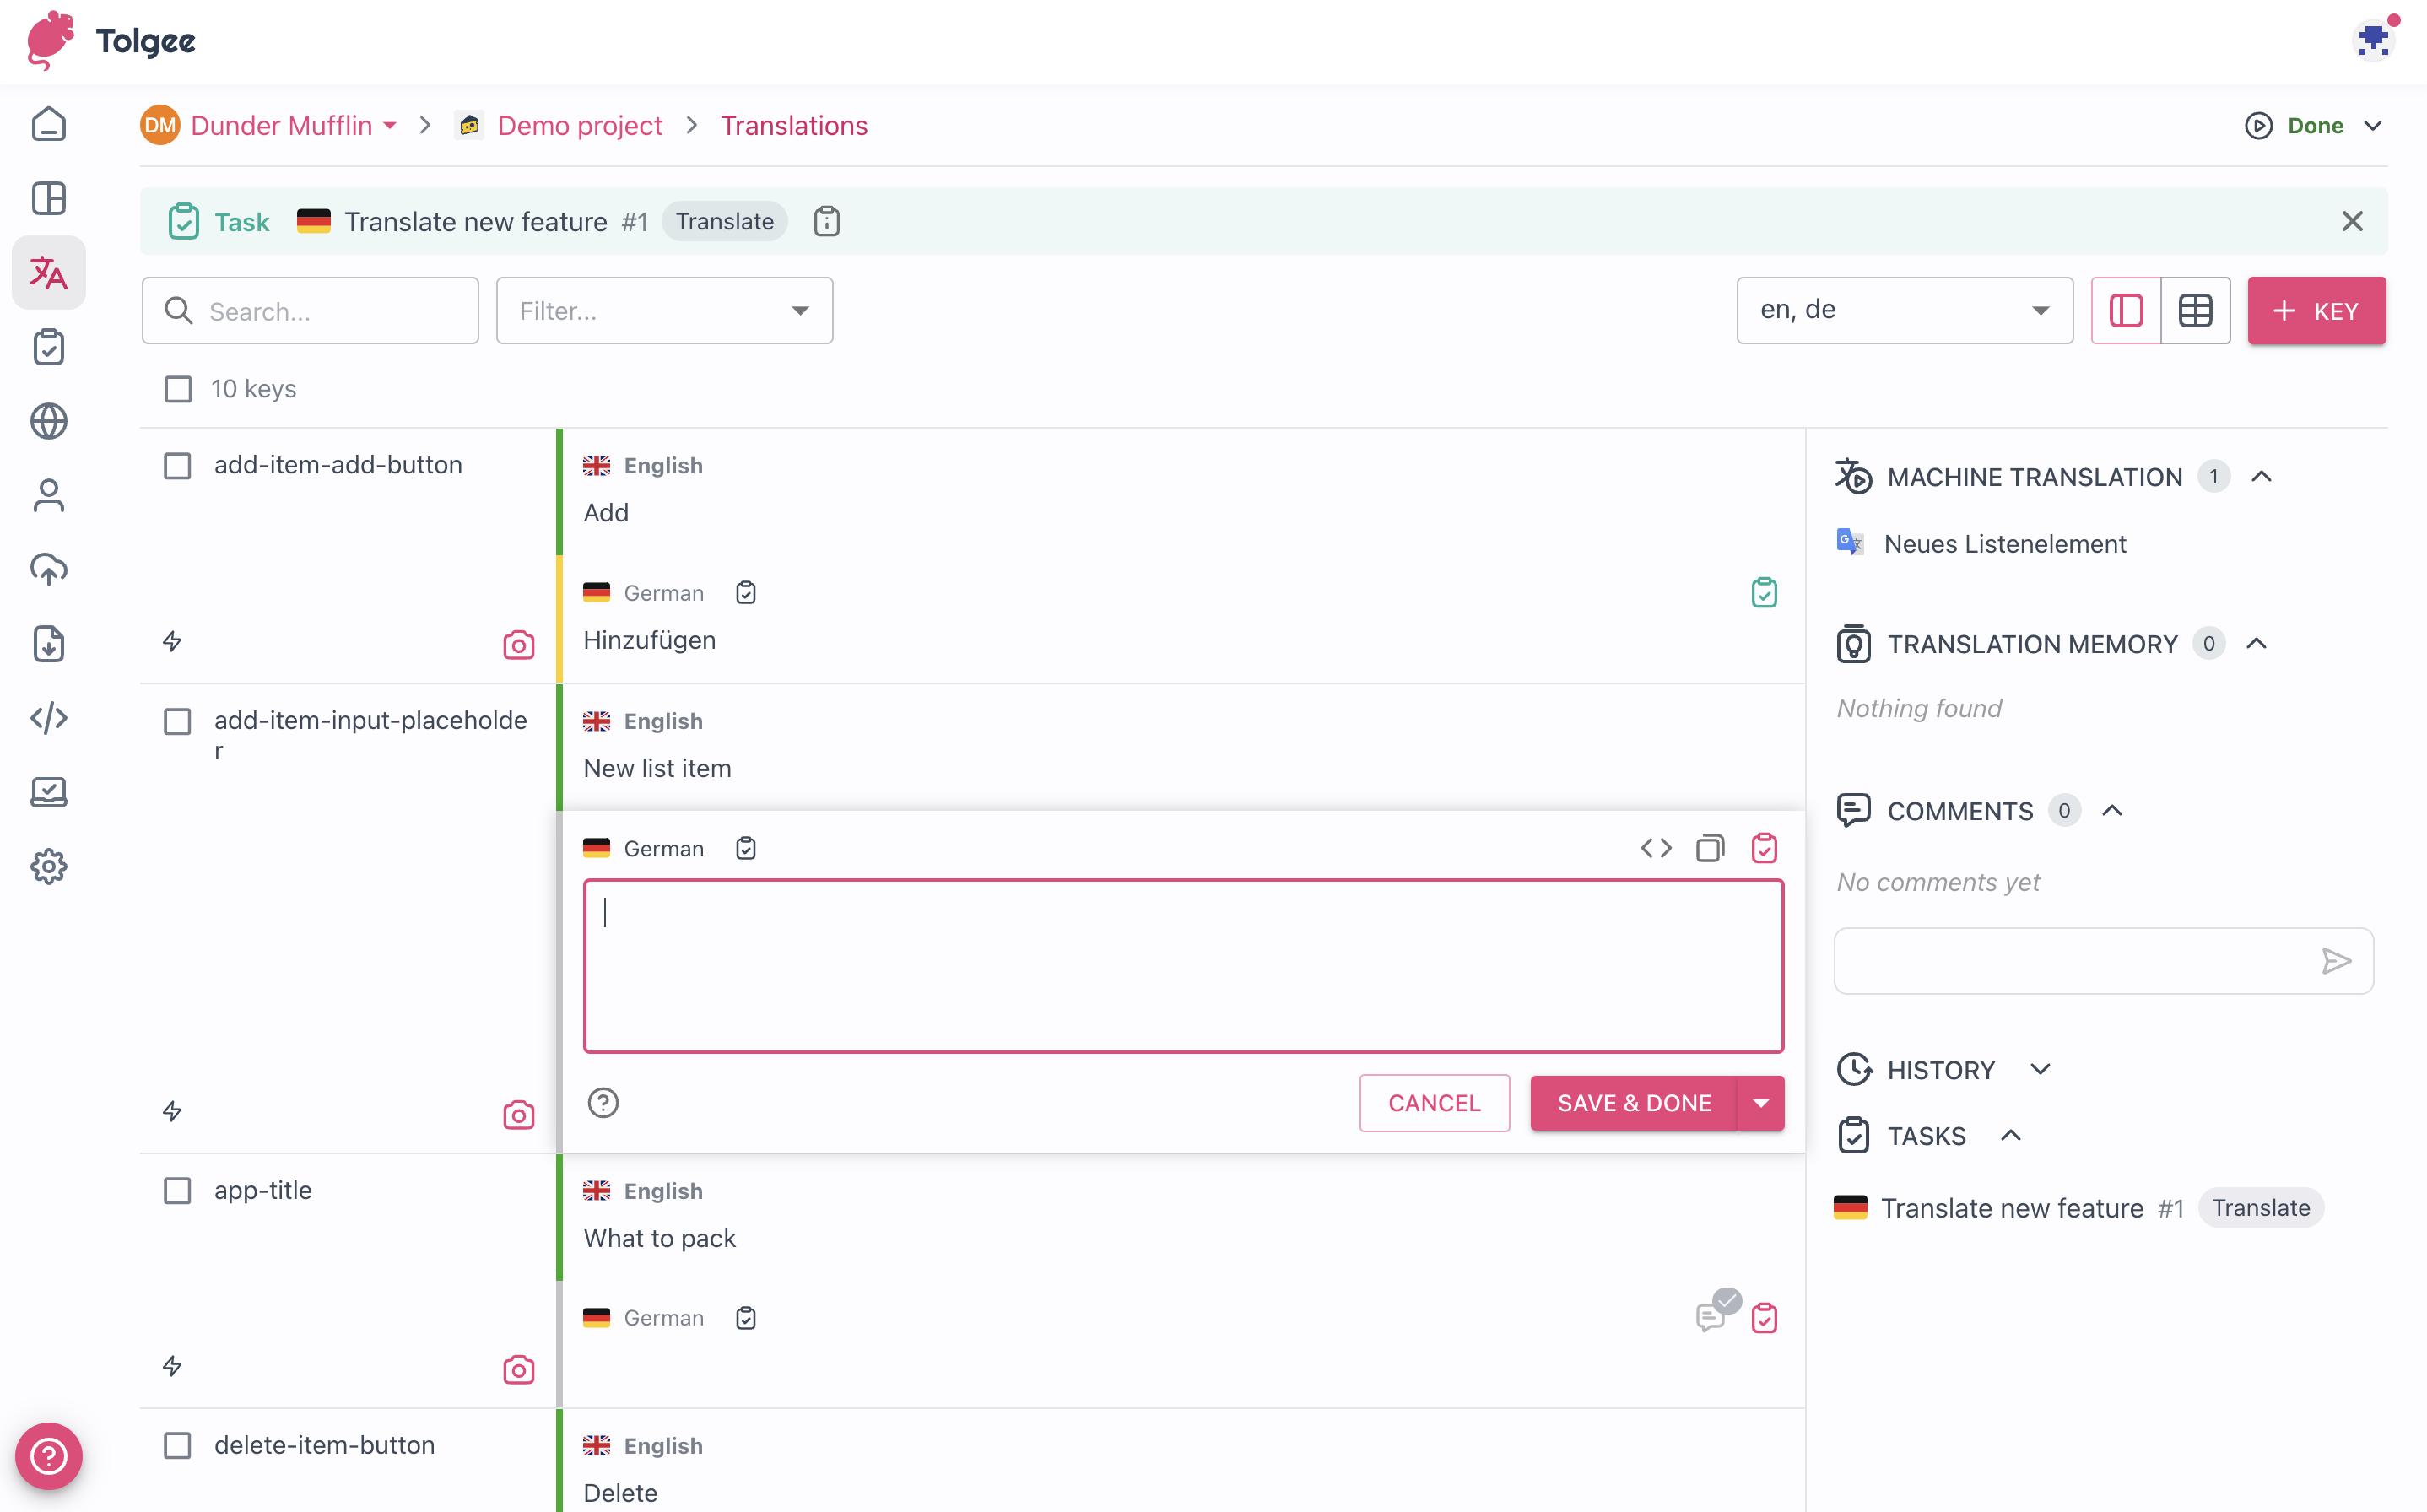 Tolgee
DM Dunder Mufflin > Demo project > Translations
Done
Task Translate new feature #1 Translate
Search...
Filter...
en, de
+ KEY
10 keys
add-item-add-button
English
Add
German
Hinzufügen
add-item-input-placeholde
r
English
New list item
German
CANCEL
SAVE & DONE
app-title
English
What to pack
German
delete-item-button
English
Delete
MACHINE TRANSLATION 1
Neues Listenelement
TRANSLATION MEMORY 0
Nothing found
COMMENTS 0
No comments yet
HISTORY
TASKS
Translate new feature #1 Translate